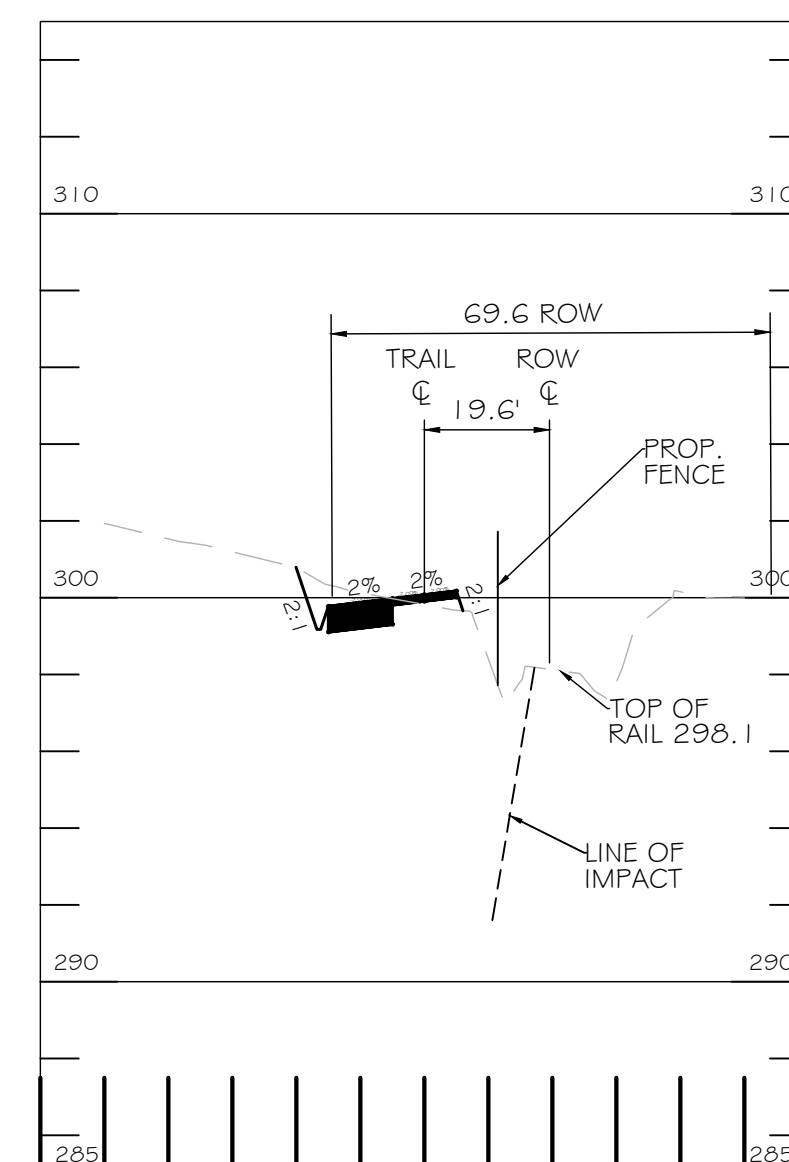 310 310
69.6 ROW
TRAIL ROW
℄ ℄
19.6'
PROP.
FENCE
300 300
2% 2%
2:1 2:1
TOP OF
RAIL 298.1
LINE OF
IMPACT
290 290
285 285